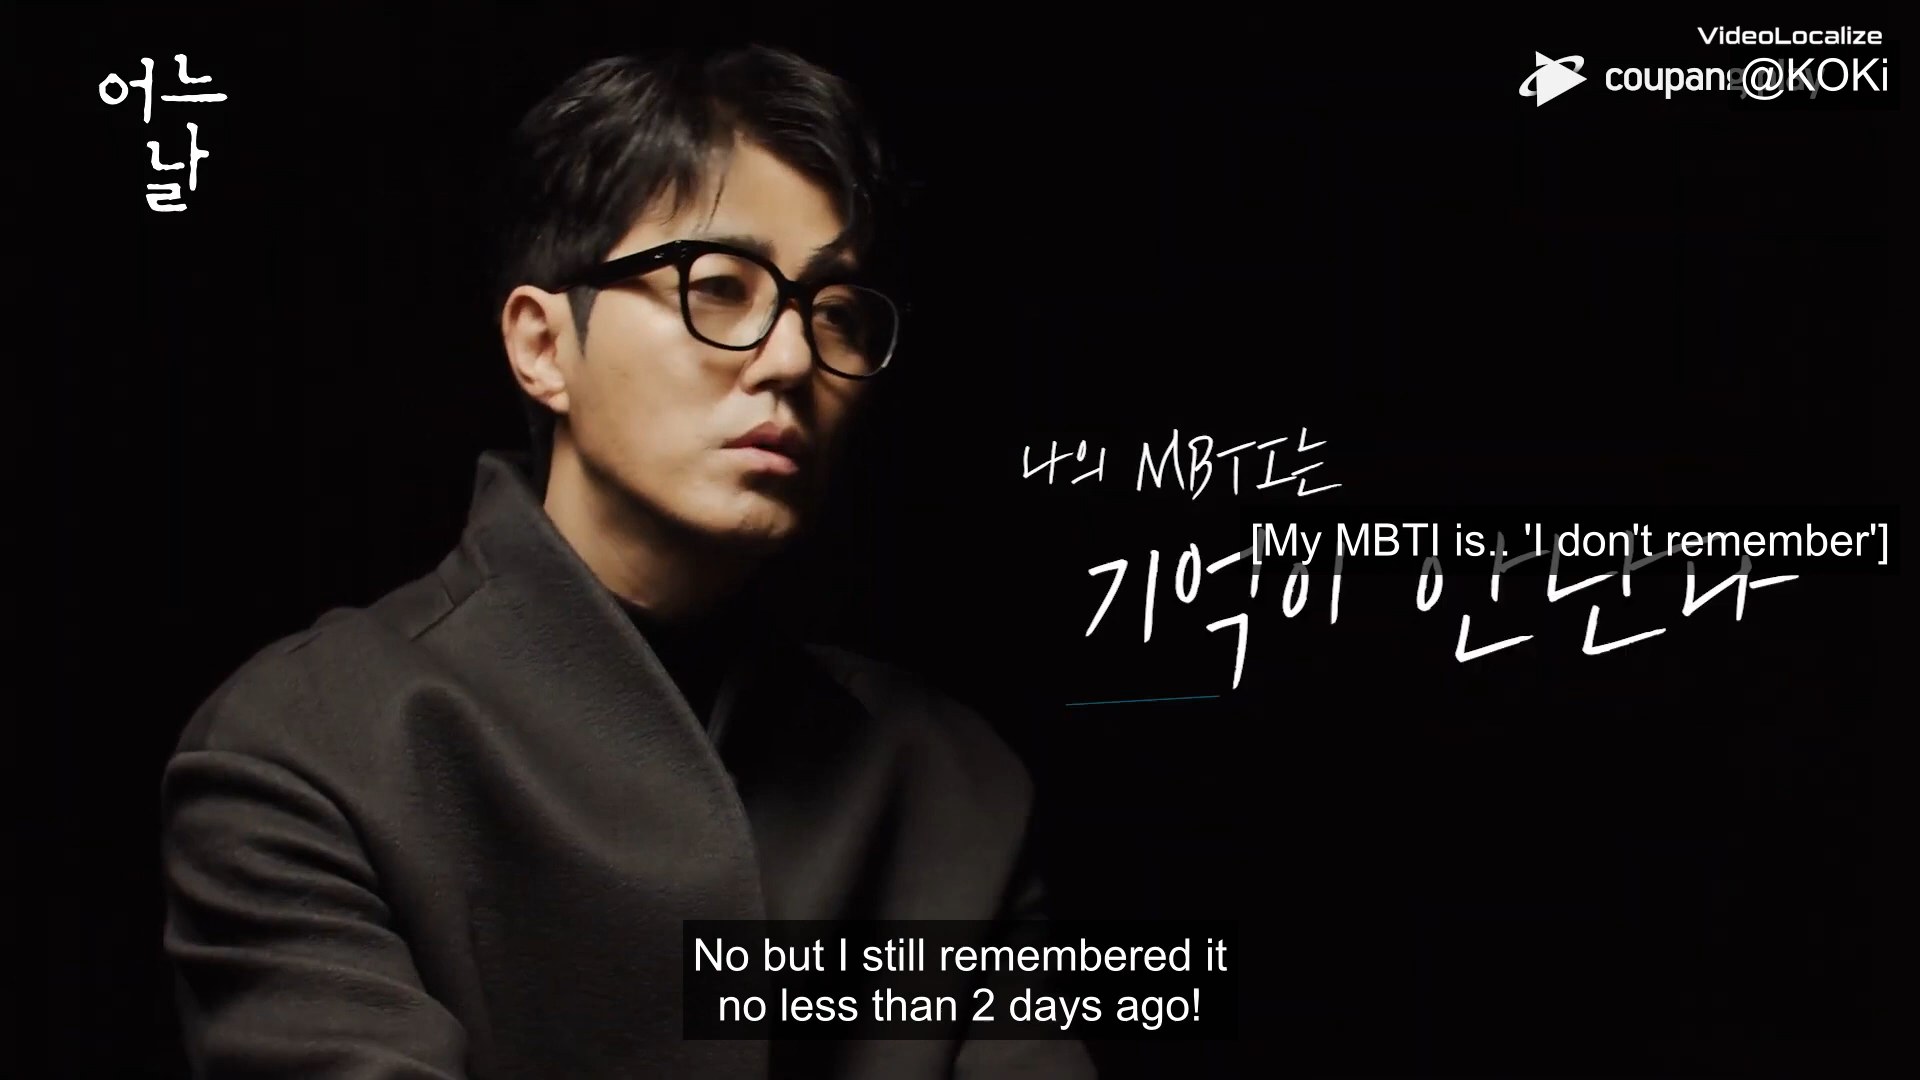 어느
날
VideoLocalize
coupang play
@KOKi
나의 MBTI는
[My MBTI is.. 'I don't remember']
기억이 안 난다
No but I still remembered it
no less than 2 days ago!